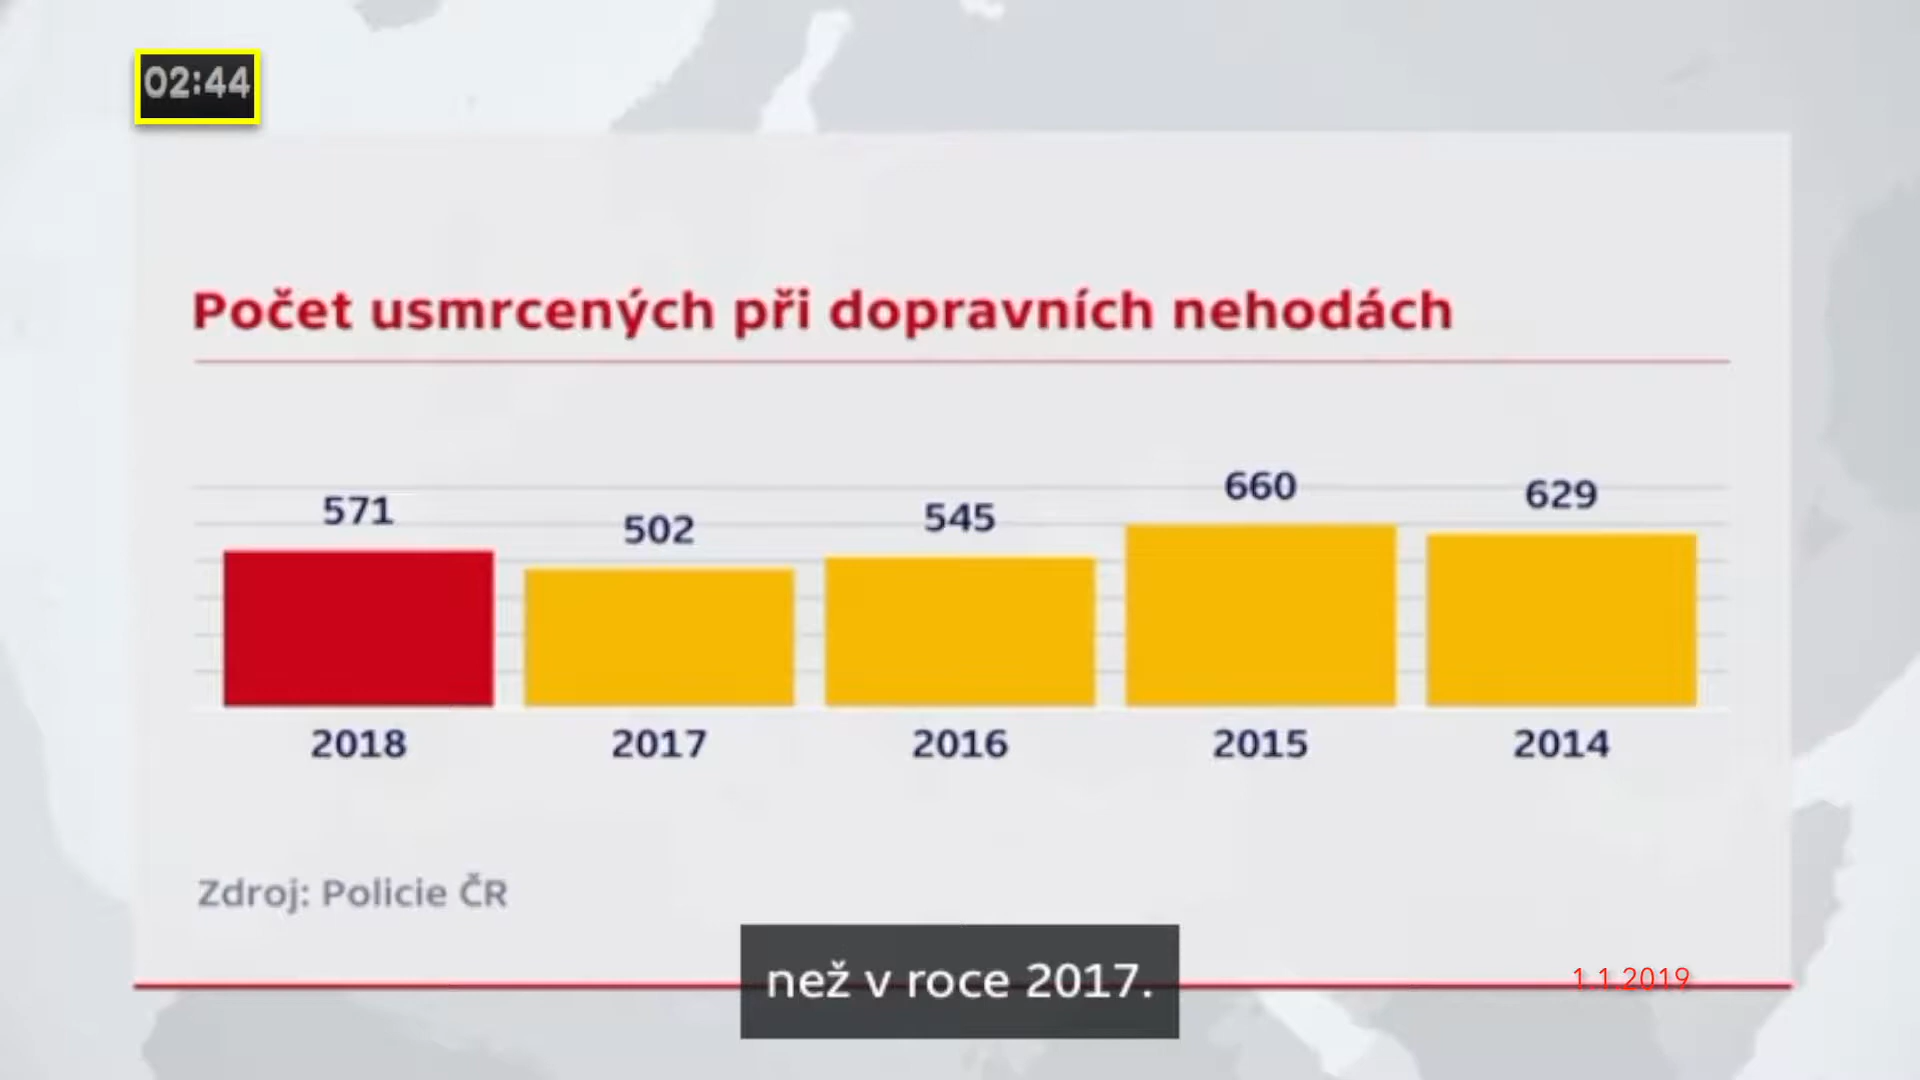 02:44
Počet usmrcených při dopravních nehodách
571 502 545 660 629
2018 2017 2016 2015 2014
Zdroj: Policie ČR
než v roce 2017.
1.1.2019